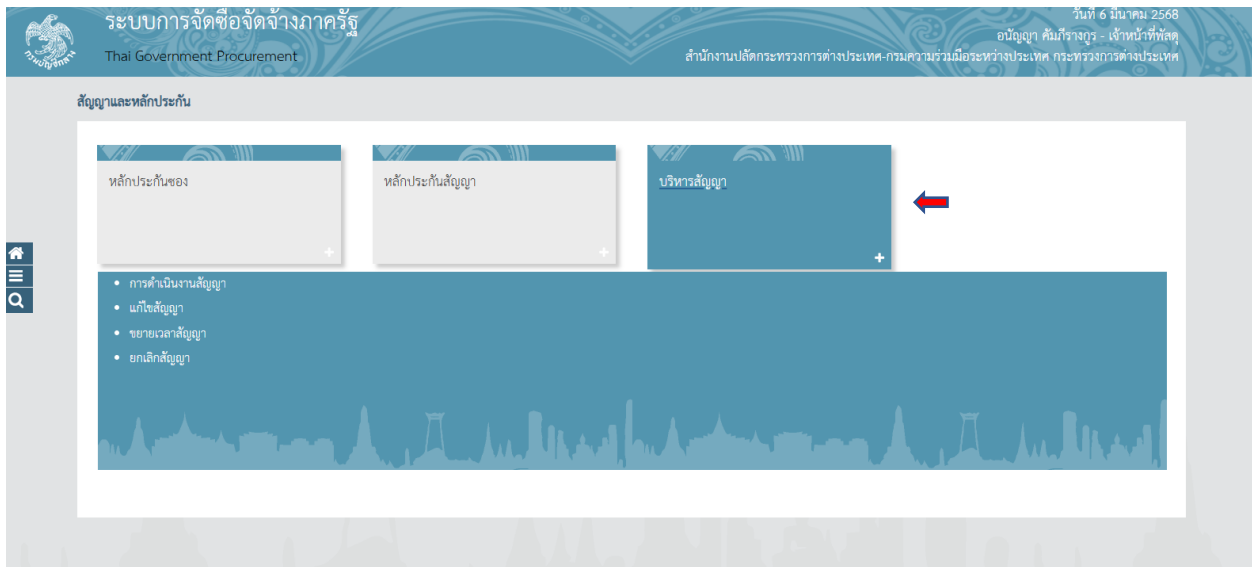 ระบบการจัดซื้อจัดจ้างภาครัฐ
Thai Government Procurement
วันที่ 6 มีนาคม 2568
อนัญญา คัมภีรางกูร - เจ้าหน้าที่พัสดุ
สำนักงานปลัดกระทรวงการต่างประเทศ-กรมความร่วมมือระหว่างประเทศ กระทรวงการต่างประเทศ
กรมบัญชีกลาง
สัญญาและหลักประกัน
หลักประกันซอง
หลักประกันสัญญา
บริหารสัญญา
การดำเนินงานสัญญา
แก้ไขสัญญา
ขยายเวลาสัญญา
ยกเลิกสัญญา